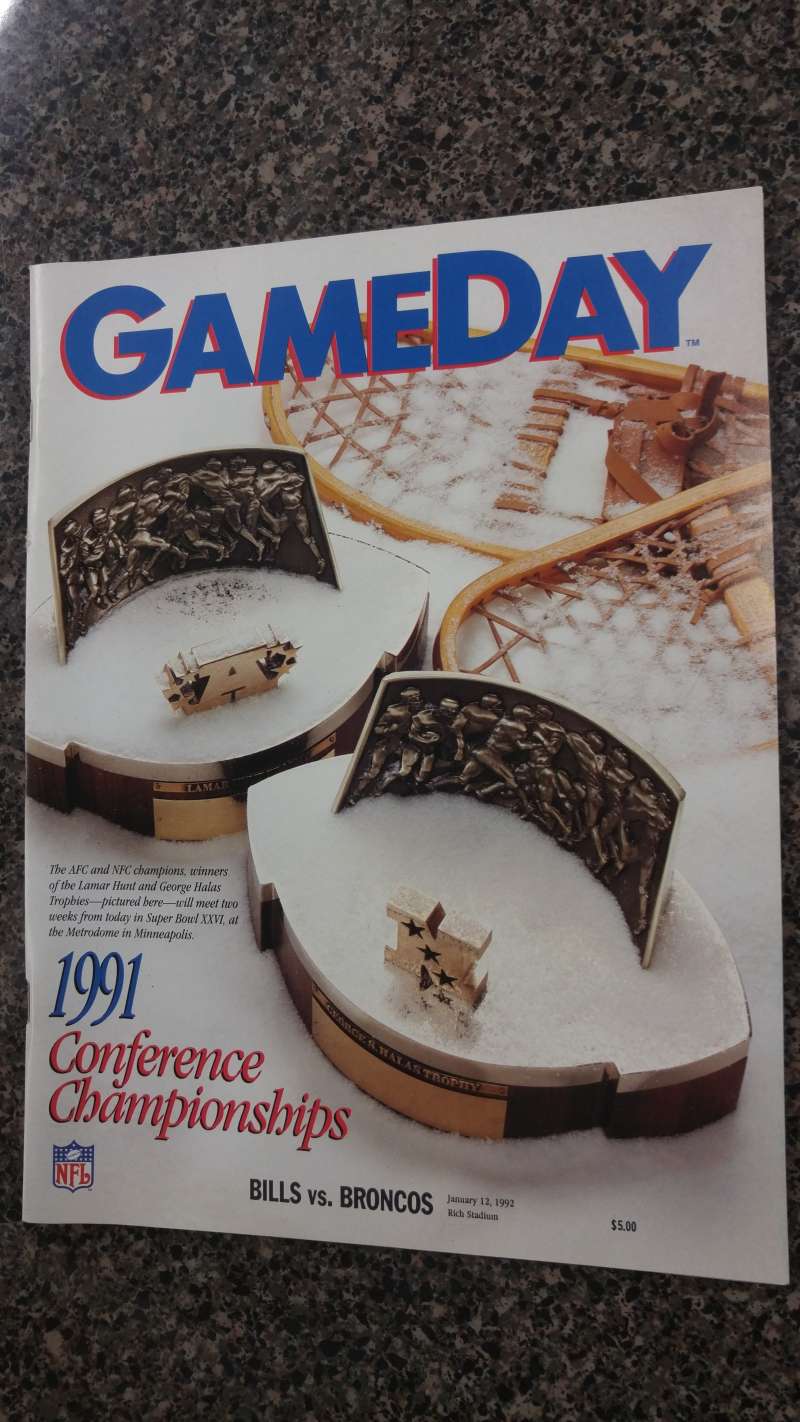 GAMEDAY™
A
LAMAR
The AFC and NFC champions, winners
of the Lamar Hunt and George Halas
Trophies—pictured here—will meet two
weeks from today in Super Bowl XXVI, at
the Metrodome in Minneapolis.
GEORGE S. HALAS TROPHY
1991
Conference
Championships
NFL
BILLS vs. BRONCOS
January 12, 1992
Rich Stadium
$5.00